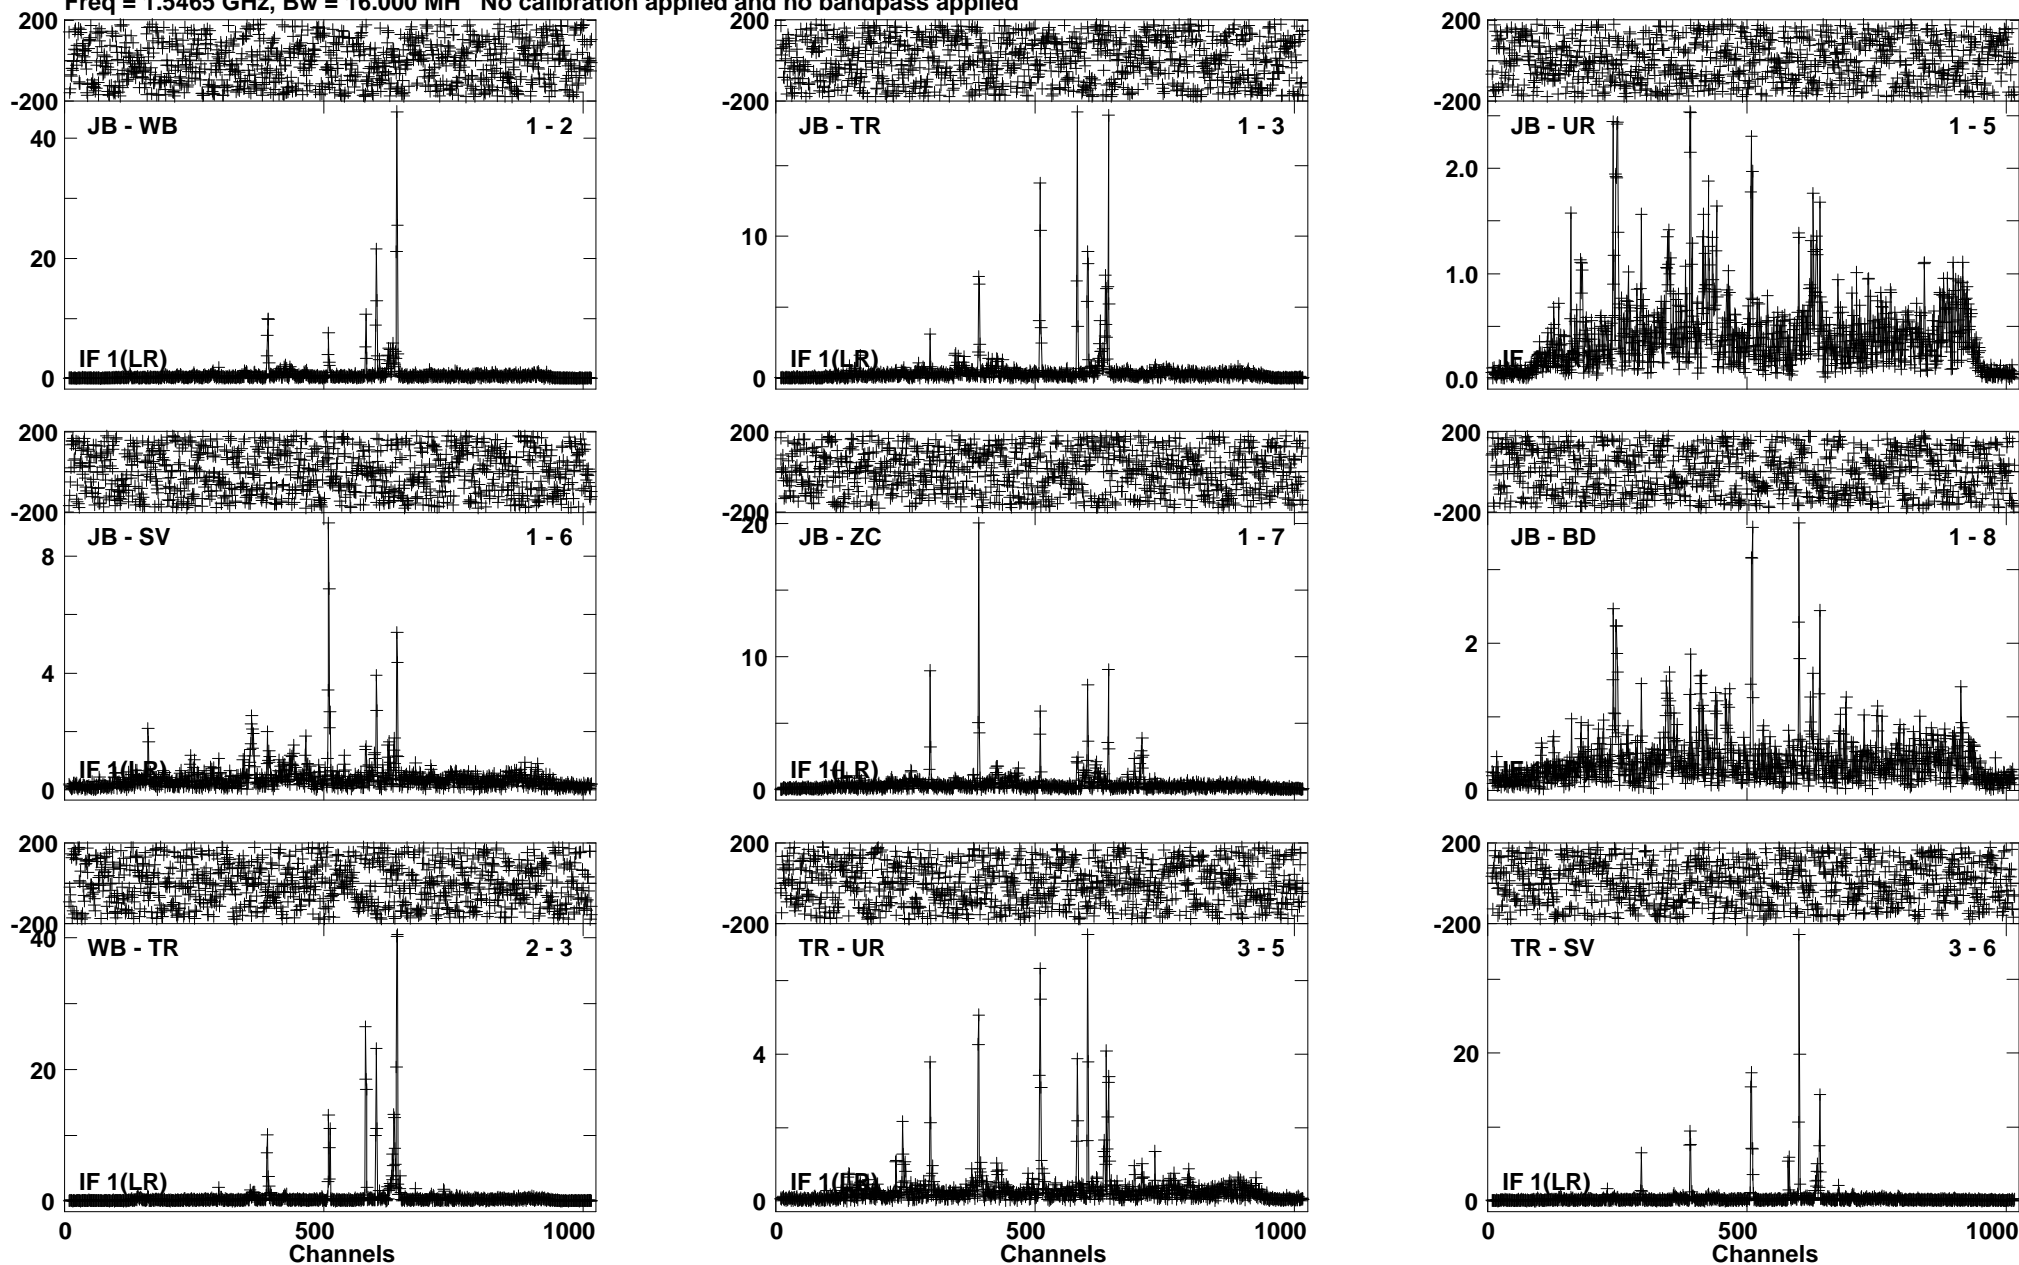 Freq = 1.5465 GHz, Bw = 16.000 MH No calibration applied and no bandpass applied
200 200 200
-200 -200 -200
JB - WB 1 - 2 JB - TR 1 - 3 JB - UR 1 - 5
40
2.0
20 10
1.0
IF 1(LR) IF 1(LR) IF
0 0 0.0
200 200 200
-200 -200 -200
20
JB - SV 1 - 6 JB - ZC 1 - 7 JB - BD 1 - 8
8
10 2
4
IF 1(LR) IF 1(LR) IF
0 0 0
200 200 200
-200 -200 -200
40
WB - TR 2 - 3 TR - UR 3 - 5 TR - SV 3 - 6
20 4 20
IF 1(LR) IF 1(LR) IF 1(LR)
0 0 0
0 500 1000 0 500 1000 0 500 1000
Channels Channels Channels